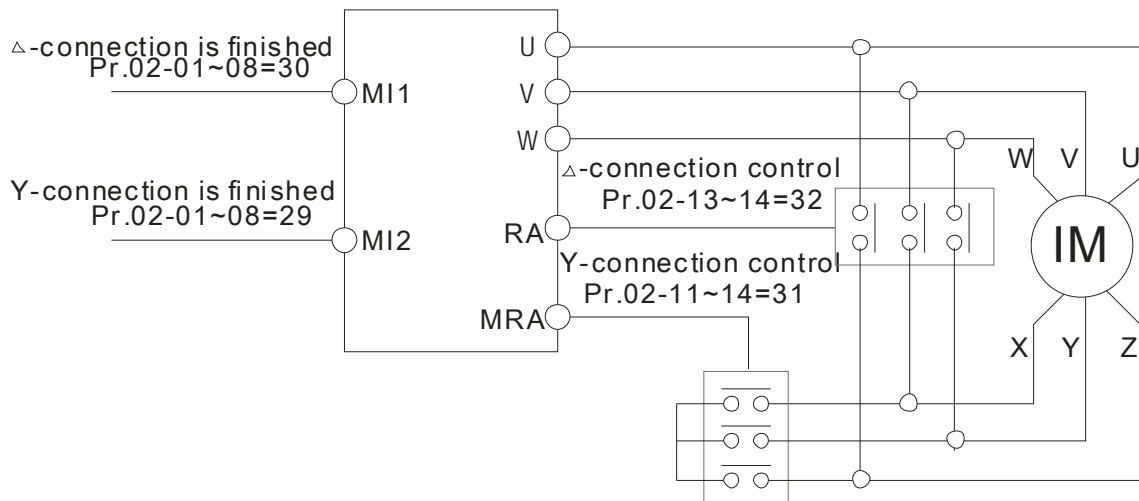 △-connection is finished
Pr.02-01~08=30
MI1
Y-connection is finished
Pr.02-01~08=29
MI2
U
V
W
△-connection control
Pr.02-13~14=32
RA
Y-connection control
Pr.02-11~14=31
MRA
W V U
IM
X Y Z